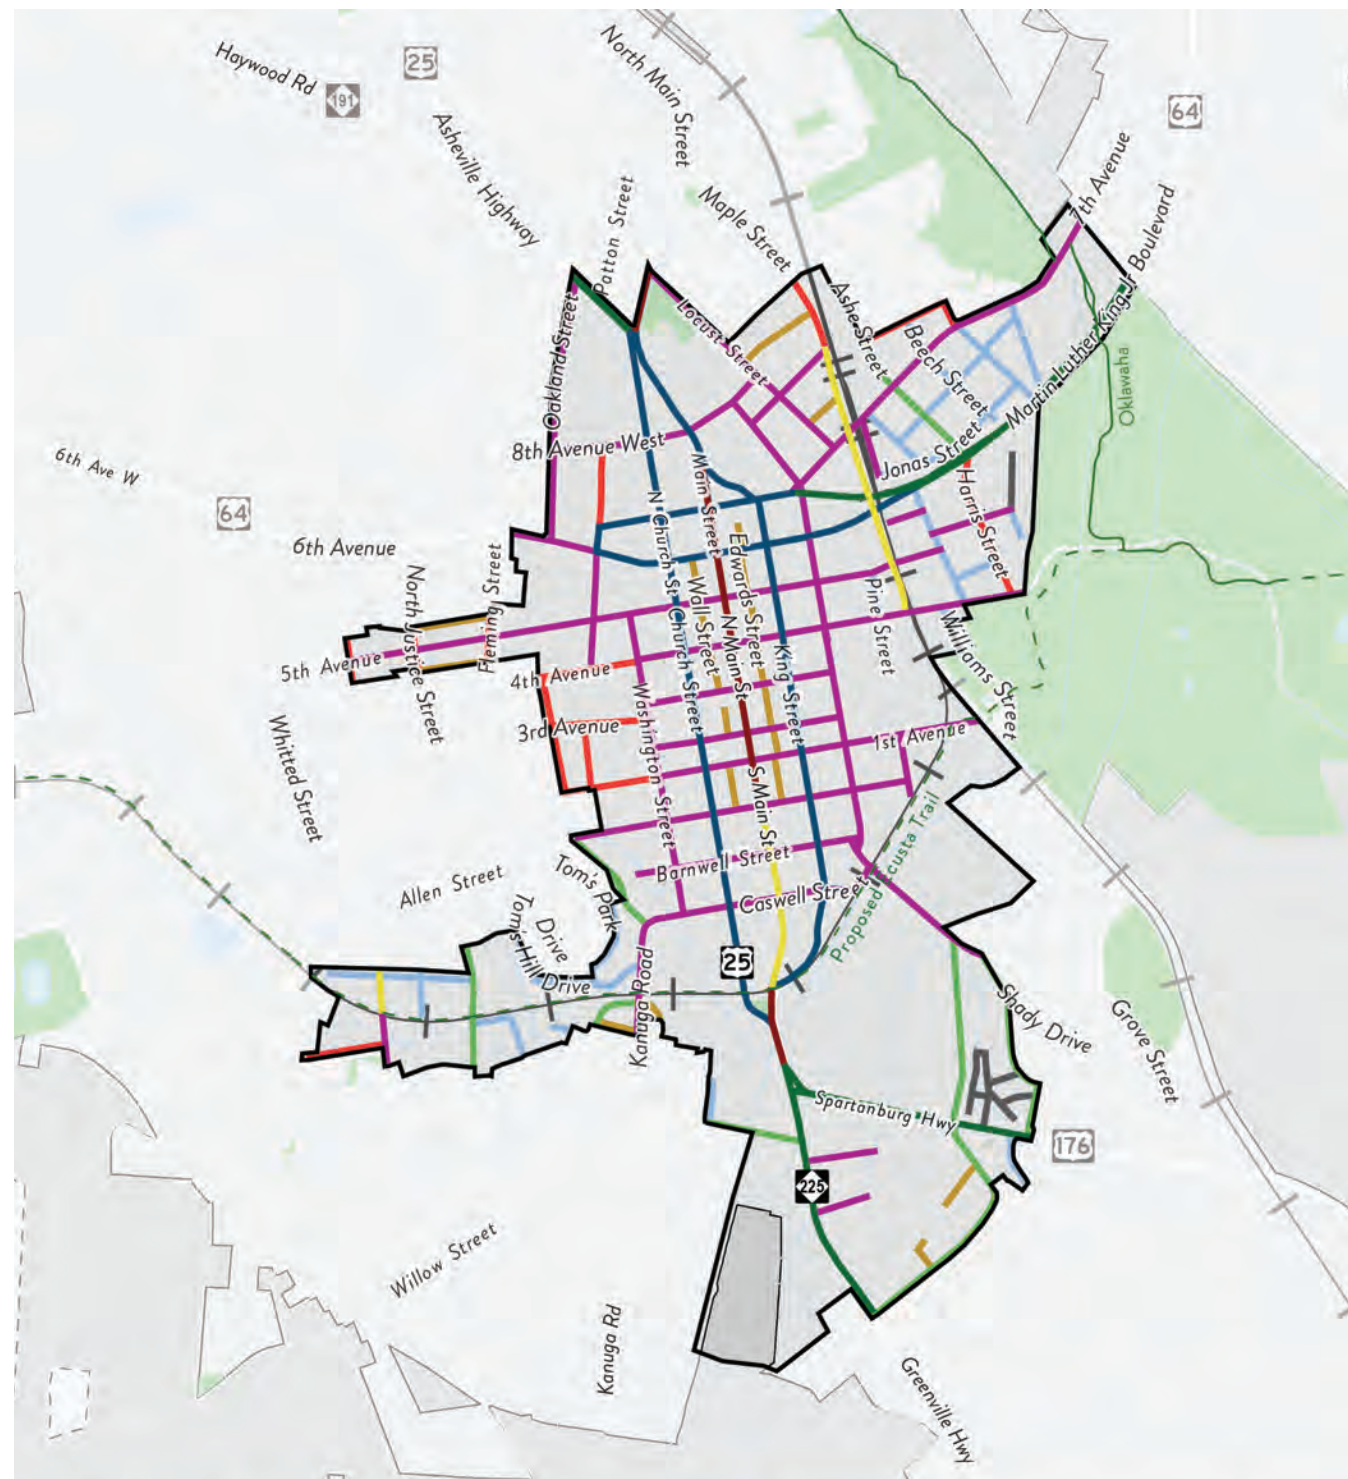 Haywood Rd
25
191
North Main Street
64
Asheville Highway
Patton Street
Maple Street
7th Avenue
Martin Luther King Jr Boulevard
Ashe Street
Locust Street
Beech Street
Oakland Street
Oklawaha
8th Avenue West
6th Ave W
Main Street
Jonas Street
Harris Street
64
N Church St
6th Avenue
Edwards Street
North Justice Street
Fleming Street
Wall Street
Pine Street
N Main St
Williams Street
5th Avenue
4th Avenue
Church Street
King Street
Washington Street
3rd Avenue
1st Avenue
Whitted Street
S Main St
Barnwell Street
Tom's Park
Allen Street
Caswell Street
Proposed Ecusta Trail
Tom's Hill Drive
Drive
25
Kanuga Road
Shady Drive
Grove Street
Spartanburg Hwy
176
225
Willow Street
Kanuga Rd
Greenville Hwy